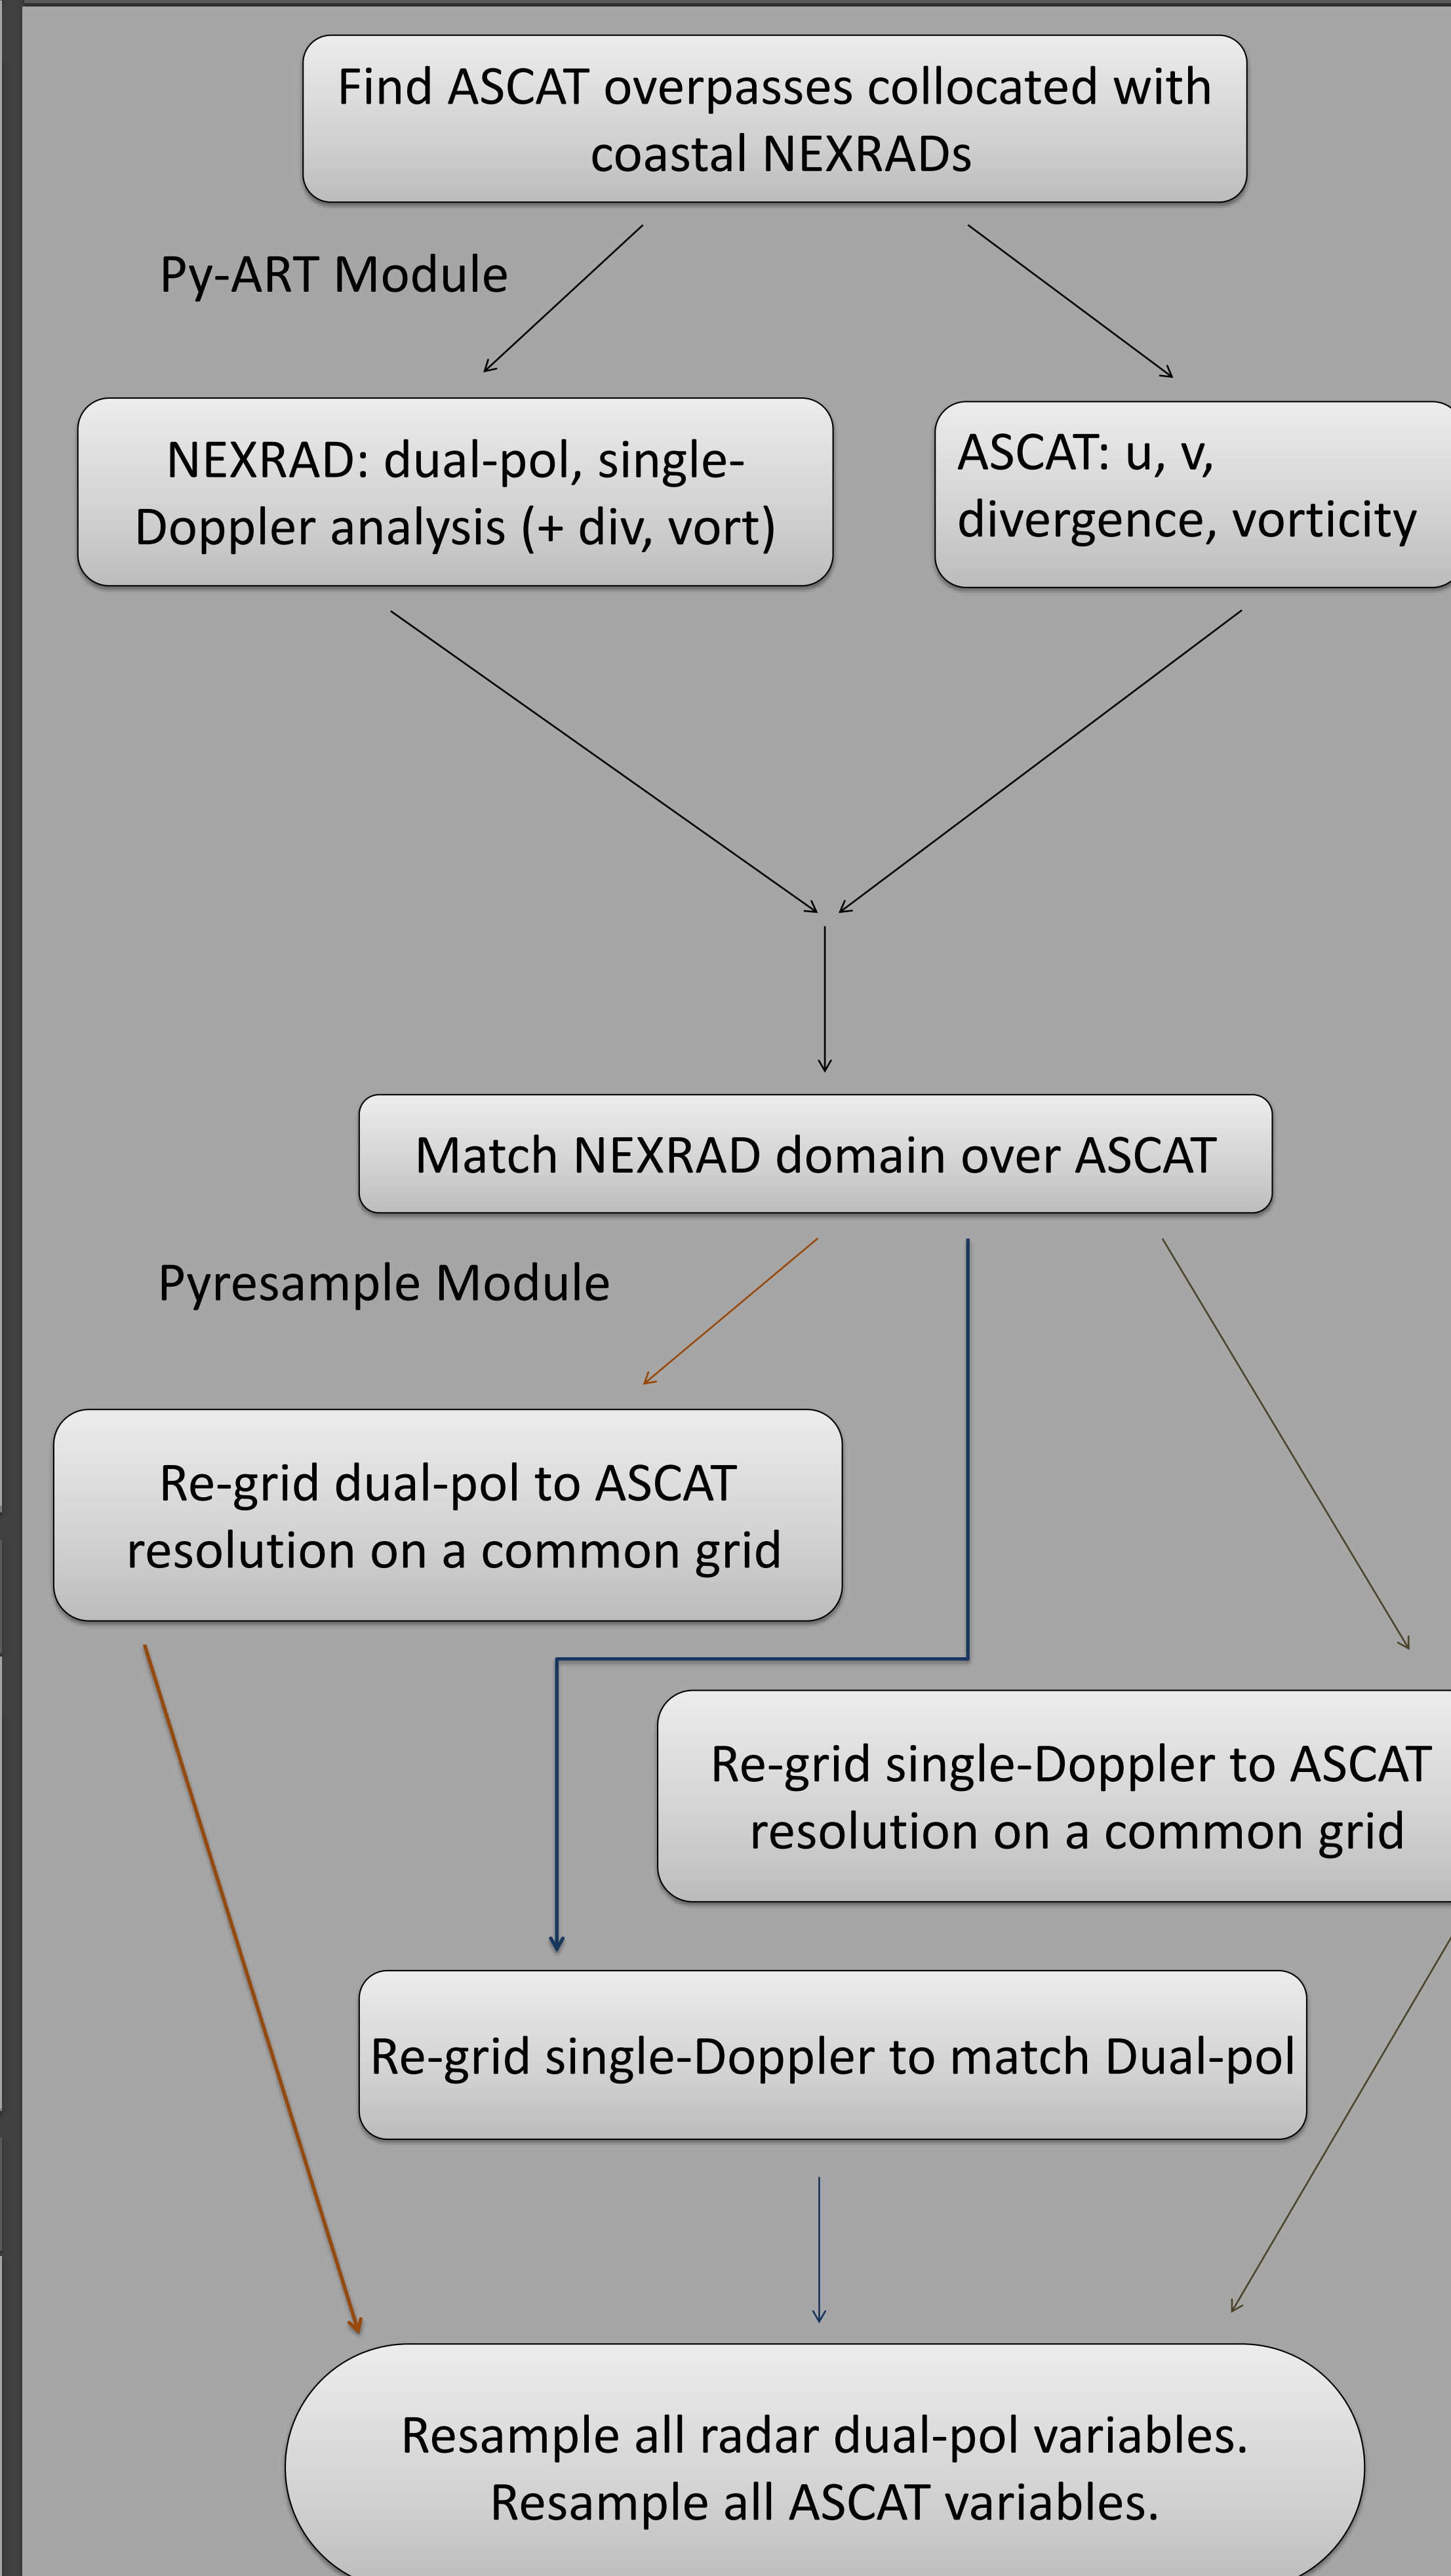 Find ASCAT overpasses collocated with
coastal NEXRADs
Py-ART Module
NEXRAD: dual-pol, single-
Doppler analysis (+ div, vort)
ASCAT: u, v,
divergence, vorticity
Match NEXRAD domain over ASCAT
Pyresample Module
Re-grid dual-pol to ASCAT
resolution on a common grid
Re-grid single-Doppler to ASCAT
resolution on a common grid
Re-grid single-Doppler to match Dual-pol
Resample all radar dual-pol variables.
Resample all ASCAT variables.